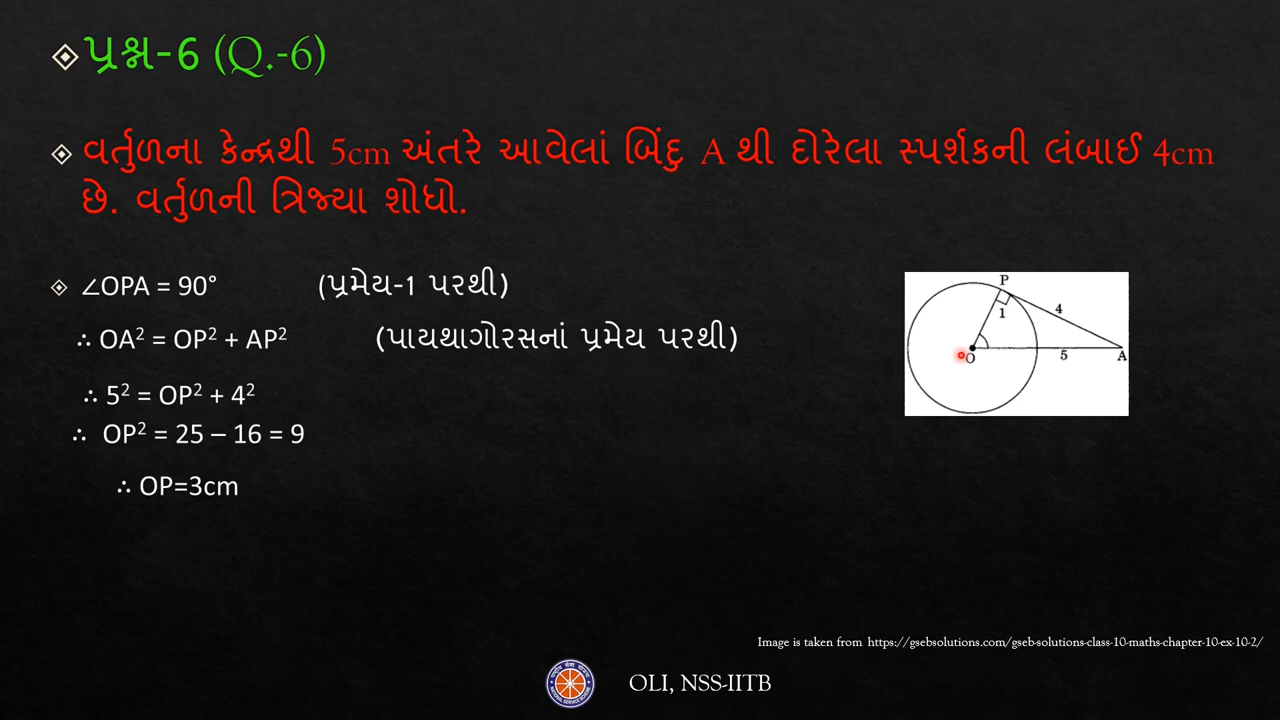 પ્રશ્ન-6 (Q.-6)
વર્તુળના કેન્દ્રથી 5cm અંતરે આવેલાં બિંદુ A થી દોરેલા સ્પર્શકની લંબાઈ 4cm
છે. વર્તુળની ત્રિજ્યા શોધો.
∠OPA = 90° (પ્રમેય-1 પરથી)
∴ OA² = OP² + AP² (પાયથાગોરસનાં પ્રમેય પરથી)
∴ 5² = OP² + 4²
∴ OP² = 25 – 16 = 9
∴ OP=3cm
P
1
4
O
5
A
Image is taken from https://gsebsolutions.com/gseb-solutions-class-10-maths-chapter-10-ex-10-2/
OLI, NSS-IITB